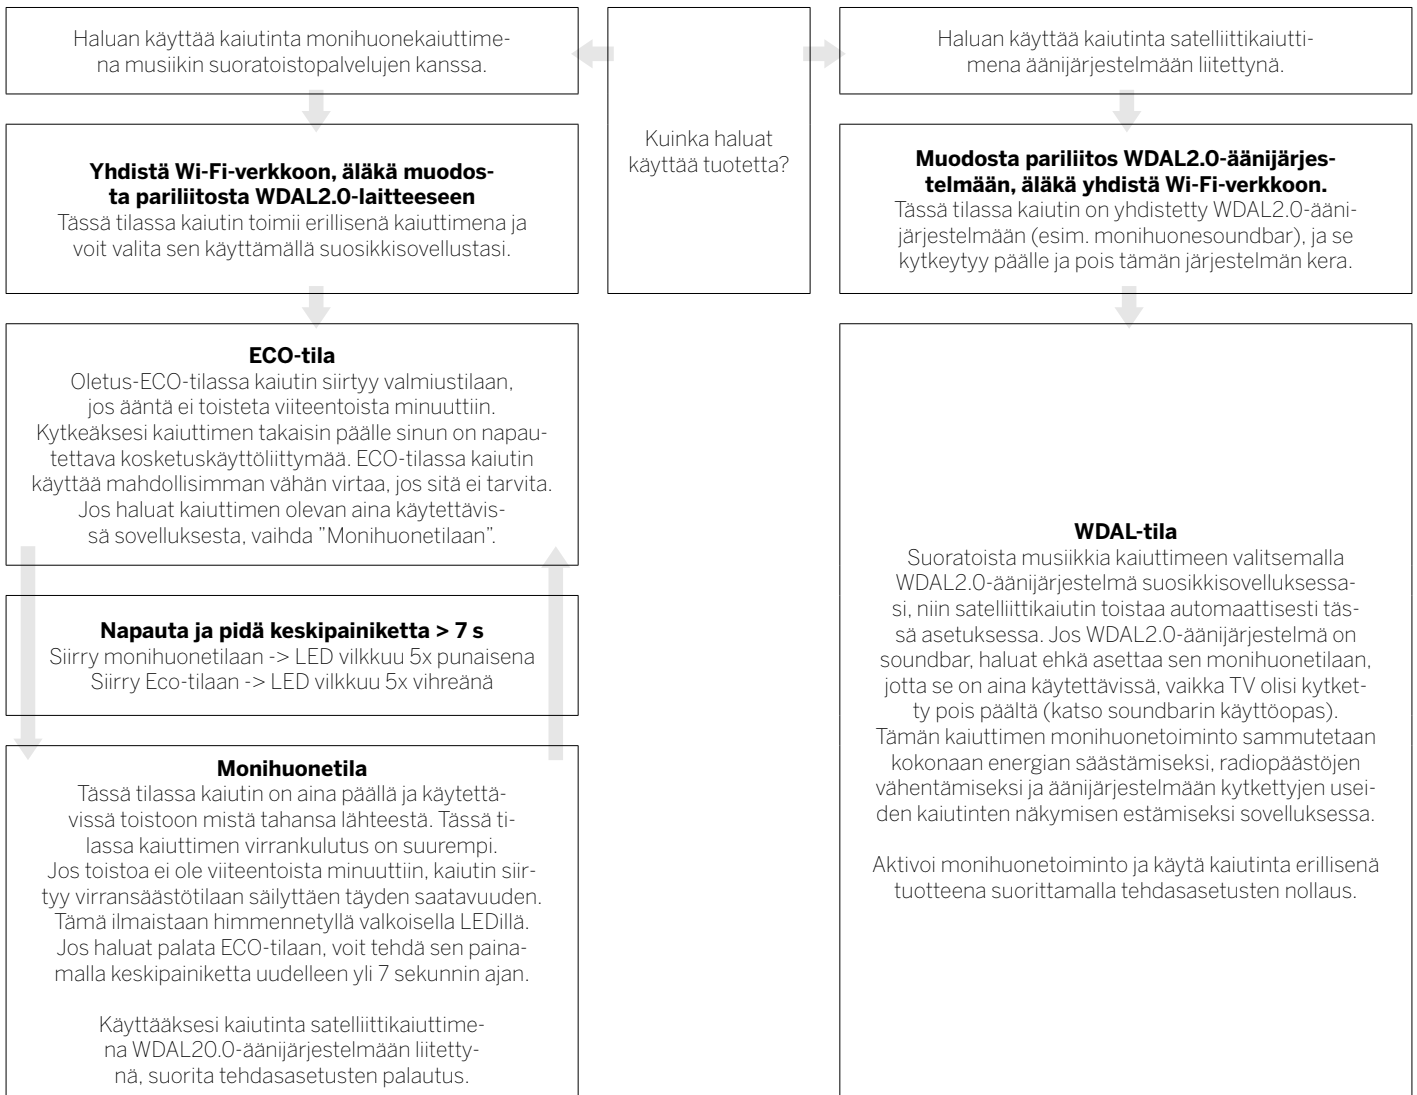 Kuinka haluat
käyttää tuotetta?
Haluan käyttää kaiutinta monihuonekaiuttime-
na musiikin suoratoistopalvelujen kanssa.
Yhdistä Wi-Fi-verkkoon, äläkä muodos-
ta pariliitosta WDAL2.0-laitteeseen
Tässä tilassa kaiutin toimii erillisenä kaiuttimena ja
voit valita sen käyttämällä suosikkisovellustasi.
ECO-tila
Oletus-ECO-tilassa kaiutin siirtyy valmiustilaan,
jos ääntä ei toisteta viiteentoista minuuttiin.
Kytkeäksesi kaiuttimen takaisin päälle sinun on napau-
tettava kosketuskäyttöliittymää. ECO-tilassa kaiutin
käyttää mahdollisimman vähän virtaa, jos sitä ei tarvita.
Jos haluat kaiuttimen olevan aina käytettävis-
sä sovelluksesta, vaihda "Monihuonetilaan".
Napauta ja pidä keskipainiketta > 7 s
Siirry monihuonetilaan -> LED vilkkuu 5x punaisena
Siirry Eco-tilaan -> LED vilkkuu 5x vihreänä
Monihuonetila
Tässä tilassa kaiutin on aina päällä ja käytettä-
vissä toistoon mistä tahansa lähteestä. Tässä ti-
lassa kaiuttimen virrankulutus on suurempi.
Jos toistoa ei ole viiteentoista minuuttiin, kaiutin siir-
tyy virransäästötilaan säilyttäen täyden saatavuuden.
Tämä ilmaistaan himmennetyllä valkoisella LEDillä.
Jos haluat palata ECO-tilaan, voit tehdä sen paina-
malla keskipainiketta uudelleen yli 7 sekunnin ajan.
Käyttääksesi kaiutinta satelliittikaiuttime-
na WDAL20.0-äänijärjestelmään liitetty-
nä, suorita tehdasasetusten palautus.
Haluan käyttää kaiutinta satelliittikaiutti-
mena äänijärjestelmään liitettynä.
Muodosta pariliitos WDAL2.0-äänijärjes-
telmään, äläkä yhdistä Wi-Fi-verkkoon.
Tässä tilassa kaiutin on yhdistetty WDAL2.0-ääni-
järjestelmään (esim. monihuonesoundbar), ja se
kytkeytyy päälle ja pois tämän järjestelmän kera.
WDAL-tila
Suoratoista musiikkia kaiuttimeen valitsemalla
WDAL2.0-äänijärjestelmä suosikkisovelluksessa-
si, niin satelliittikaiutin toistaa automaattisesti täs-
sä asetuksessa. Jos WDAL2.0-äänijärjestelmä on
soundbar, haluat ehkä asettaa sen monihuonetilaan,
jotta se on aina käytettävissä, vaikka TV olisi kytket-
ty pois päältä (katso soundbarin käyttöopas).
Tämän kaiuttimen monihuonetoiminto sammutetaan
kokonaan energian säästämiseksi, radiopäästöjen
vähentämiseksi ja äänijärjestelmään kytkettyjen usei-
den kaiutinten näkymisen estämiseksi sovelluksessa.
Aktivoi monihuonetoiminto ja käytä kaiutinta erillisenä
tuotteena suorittamalla tehdasasetusten nollaus.